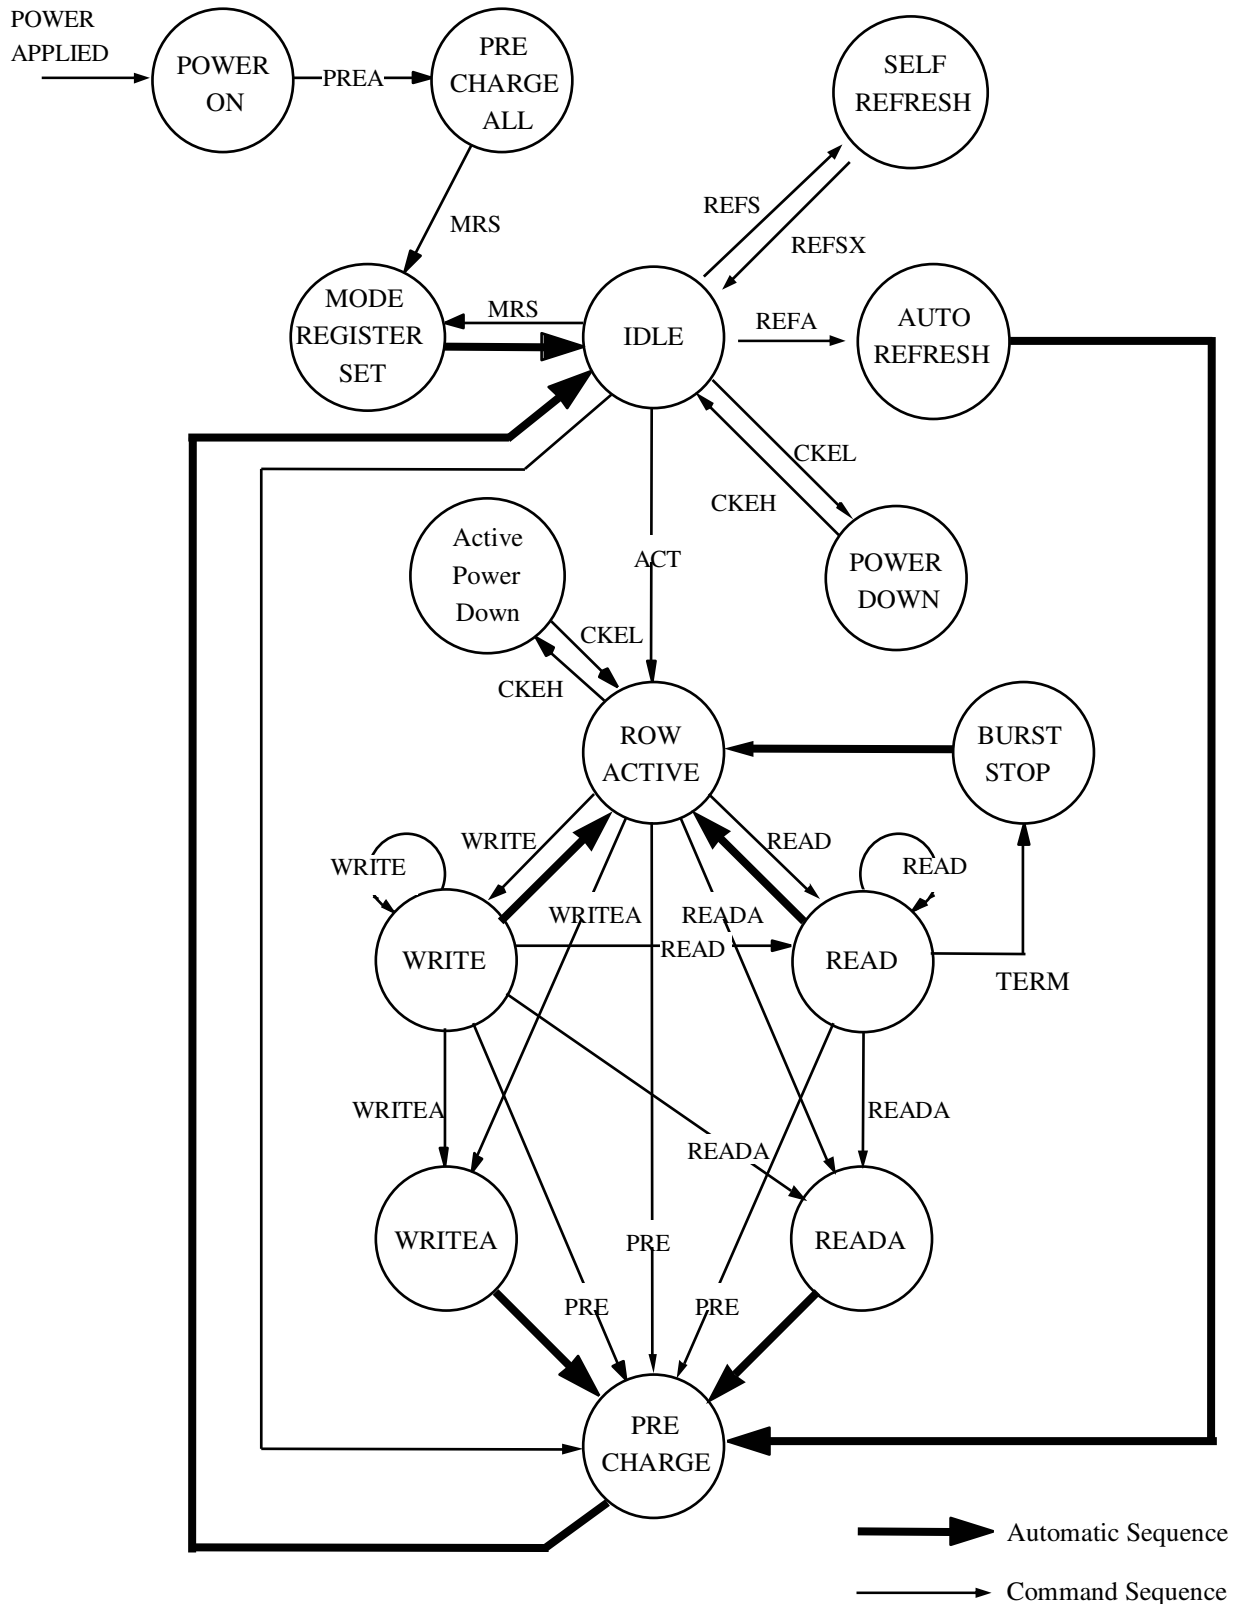 POWER
APPLIED
POWER
ON
PREA
PRE
CHARGE
ALL
SELF
REFRESH
MRS
REFS
REFSX
MODE
REGISTER
SET
MRS
IDLE
REFA
AUTO
REFRESH
CKEL
CKEH
Active
Power
Down
ACT
POWER
DOWN
CKEL
CKEH
ROW
ACTIVE
BURST
STOP
WRITE
WRITE
READ
READ
WRITEA
READA
WRITE
READ
READ
TERM
WRITEA
READA
READA
WRITEA
PRE
READA
PRE
PRE
PRE
CHARGE
Automatic Sequence
Command Sequence